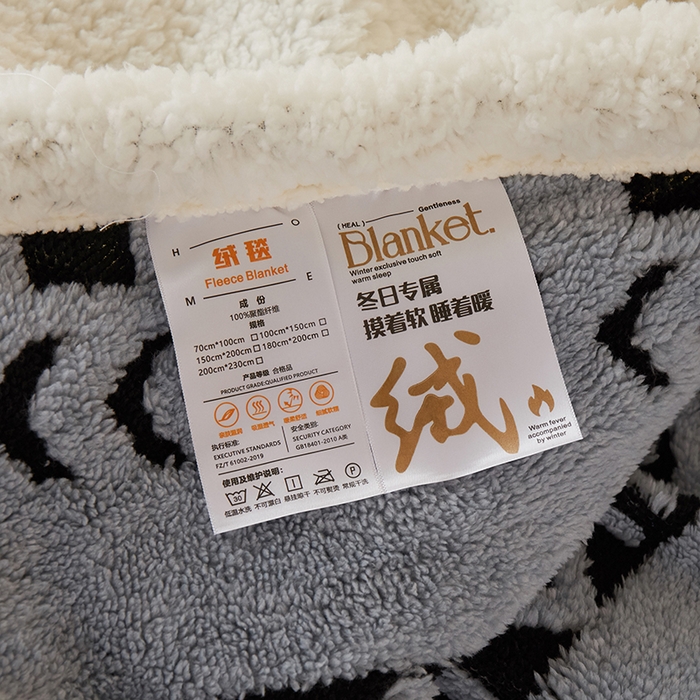 H O
绒 毯
Fleece Blanket
M E
成 份
100%聚酯纤维
规格
70cm*100cm □ 100cm*150cm □
150cm*200cm □ 180cm*200cm □
200cm*230cm □
产品等级 合格品
PRODUCT GRADE:QUALIFIED PRODUCT
执行标准:
EXECUTIVE STANDARDS
FZ/T 61002-2019
安全类别:
SECURITY CATEGORY
GB18401-2010 A类
使用及维护说明:
30
P
低温水洗 不可漂白 悬挂晾干 不可熨烫 常规干洗
(HEAL) Gentleness
Blanket.
Winter exclusive touch soft
warm sleep
冬日专属
摸着软 睡着暖
绒
Warm fever
accompanied
by winter